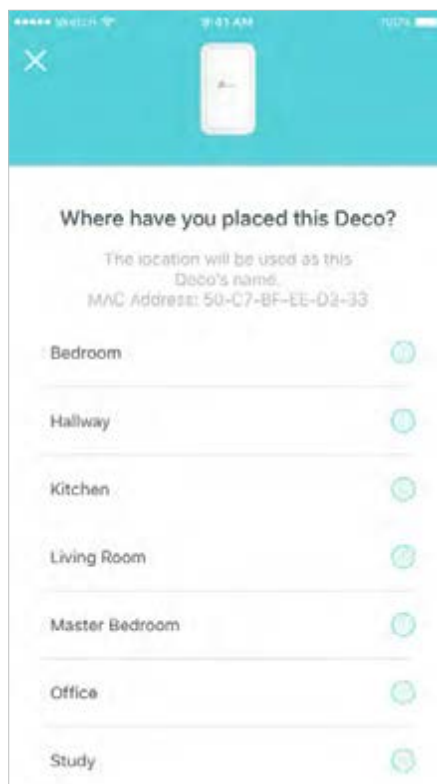 9:41 AM
100%
Where have you placed this Deco?
The location will be used as this
Deco's name.
MAC Address: 50-C7-BF-EE-D2-33
Bedroom
Hallway
Kitchen
Living Room
Master Bedroom
Office
Study